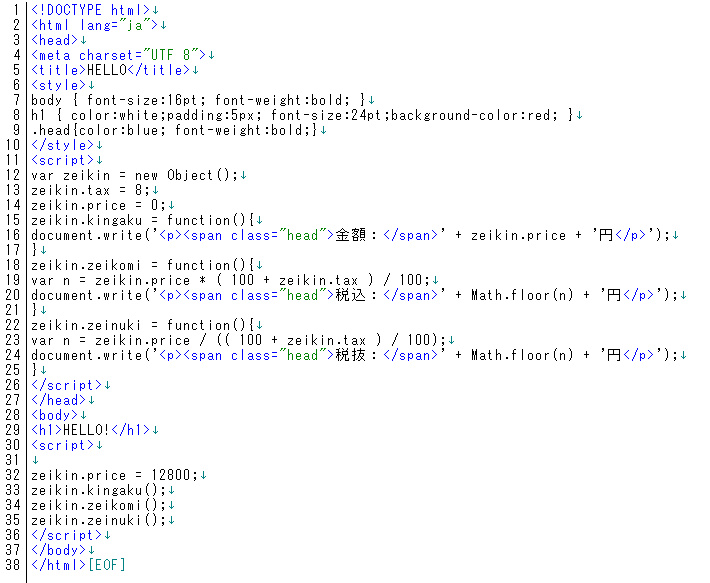 1 <!DOCTYPE html>↓
2 <html lang="ja">↓
3 <head>↓
4 <meta charset="UTF 8">↓
5 <title>HELLO</title>↓
6 <style>↓
7 body { font-size:16pt; font-weight:bold; }↓
8 h1 { color:white;padding:5px; font-size:24pt;background-color:red; }↓
9 .head{color:blue; font-weight:bold;}↓
10 </style>↓
11 <script>↓
12 var zeikin = new Object();↓
13 zeikin.tax = 8;↓
14 zeikin.price = 0;↓
15 zeikin.kingaku = function(){↓
16 document.write('<p><span class="head">金額：</span>' + zeikin.price + '円</p>');↓
17 }↓
18 zeikin.zeikomi = function(){↓
19 var n = zeikin.price * ( 100 + zeikin.tax ) / 100;↓
20 document.write('<p><span class="head">税込：</span>' + Math.floor(n) + '円</p>');↓
21 }↓
22 zeikin.zeinuki = function(){↓
23 var n = zeikin.price / (( 100 + zeikin.tax ) / 100);↓
24 document.write('<p><span class="head">税抜：</span>' + Math.floor(n) + '円</p>');↓
25 }↓
26 </script>↓
27 </head>↓
28 <body>↓
29 <h1>HELLO!</h1>↓
30 <script>↓
31 ↓
32 zeikin.price = 12800;↓
33 zeikin.kingaku();↓
34 zeikin.zeikomi();↓
35 zeikin.zeinuki();↓
36 </script>↓
37 </body>↓
38 </html>[EOF]